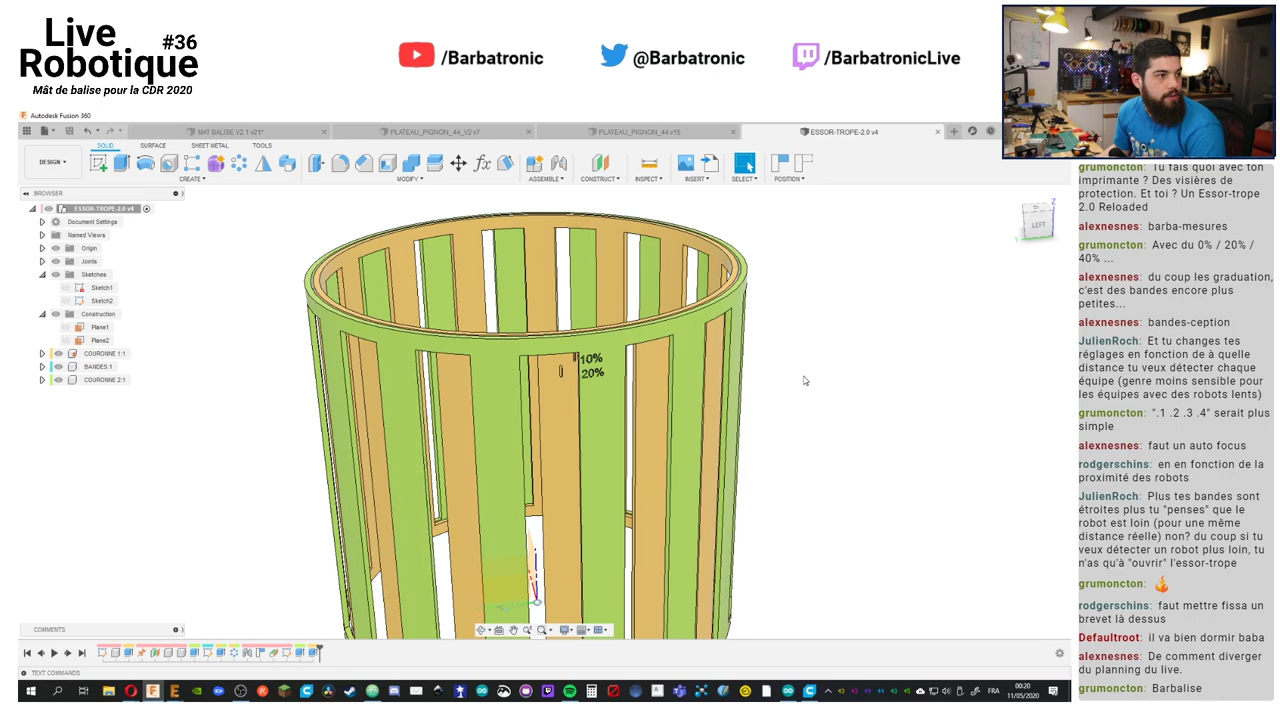 Live
Robotique #36
Mât de balise pour la CDR 2020
/Barbatronic
@Barbatronic
/BarbatronicLive
Autodesk Fusion 360
MAT BALISE V2.1 v21*
PLATEAU_PIGNON_44_V2 v7
PLATEAU_PIGNON_44 v15
ESSOR-TROPE-2.0 v4
SOLID
SURFACE
SHEET METAL
TOOLS
DESIGN
CREATE
MODIFY
ASSEMBLE
CONSTRUCT
INSPECT
INSERT
SELECT
POSITION
BROWSER
ESSOR-TROPE-2.0 v4
Document Settings
Named Views
Origin
Joints
Sketches
Sketch1
Sketch2
Construction
Plane1
Plane2
COURONNE 1:1
BANDES:1
COURONNE 2:1
10%
20%
LEFT
Z
Y
COMMENTS
TEXT COMMANDS
grumoncton: Tu fais quoi avec ton
imprimante ? Des visières de
protection. Et toi ? Un Essor-trope
2.0 Reloaded
alexnesnes: barba-mesures
grumoncton: Avec du 0% / 20% /
40% ...
alexnesnes: du coup les graduation,
c'est des bandes encore plus
petites...
alexnesnes: bandes-ception
JulienRoch: Et tu changes tes
réglages en fonction de à quelle
distance tu veux détecter chaque
équipe (genre moins sensible pour
les équipes avec des robots lents)
grumoncton: ".1 .2 .3 .4" serait plus
simple
alexnesnes: faut un auto focus
rodgerschins: en en fonction de la
proximité des robots
JulienRoch: Plus tes bandes sont
étroites plus tu "penses" que le
robot est loin (pour une même
distance réelle) non? du coup si tu
veux détecter un robot plus loin, tu
n'as qu'à "ouvrir" l'essor-trope
grumoncton:
rodgerschins: faut mettre fissa un
brevet là dessus
Defaultroot: il va bien dormir baba
alexnesnes: De comment diverger
du planning du live.
grumoncton: Barbalise
FRA
00:20
11/05/2020